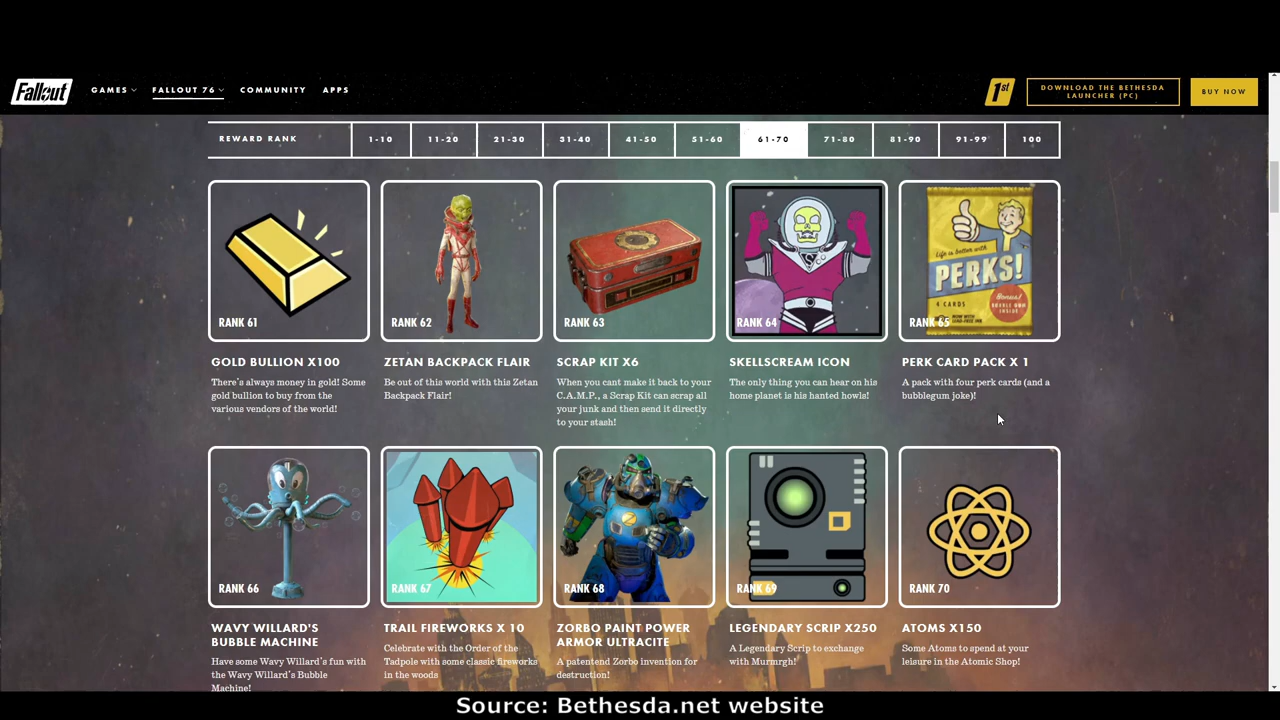 Fallout
GAMES
FALLOUT 76
COMMUNITY
APPS
1st
DOWNLOAD THE BETHESDA
LAUNCHER (PC)
BUY NOW
REWARD RANK
1-10
11-20
21-30
31-40
41-50
51-60
61-70
71-80
81-90
91-99
100
RANK 61
RANK 62
RANK 63
RANK 64
Life is better with
PERKS!
4 CARDS
Bonus!
BUBBLE GUM
INSIDE
RANK 65
GOLD BULLION X100
There's always money in gold! Some
gold bullion to buy from the
various vendors of the world!
ZETAN BACKPACK FLAIR
Be out of this world with this Zetan
Backpack Flair!
SCRAP KIT X6
When you cant make it back to your
C.A.M.P., a Scrap Kit can scrap all
your junk and then send it directly
to your stash!
SKELLSCREAM ICON
The only thing you can hear on his
home planet is his hanted howls!
PERK CARD PACK X 1
A pack with four perk cards (and a
bubblegum joke)!
RANK 66
RANK 67
RANK 68
RANK 69
RANK 70
WAVY WILLARD'S
BUBBLE MACHINE
Have some Wavy Willard's fun with
the Wavy Willard's Bubble
Machine!
TRAIL FIREWORKS X 10
Celebrate with the Order of the
Tadpole with some classic fireworks
in the woods
ZORBO PAINT POWER
ARMOR ULTRACITE
A patentend Zorbo invention for
destruction!
LEGENDARY SCRIP X250
A Legendary Scrip to exchange
with Murmrgh!
ATOMS X150
Some Atoms to spend at your
leisure in the Atomic Shop!
Source: Bethesda.net website